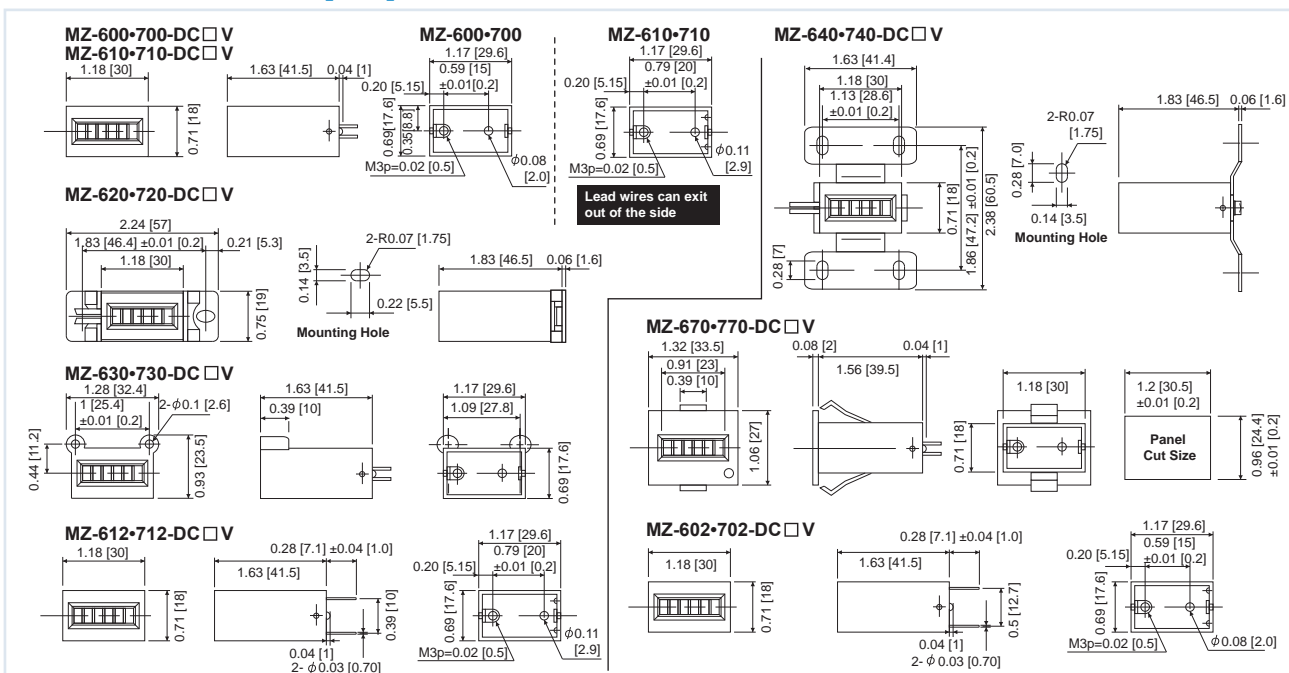 MZ-600•700-DC□V
MZ-610•710-DC□V
1.18 [30]
0.71 [18]
1.63 [41.5]
0.04 [1]
MZ-600•700
1.17 [29.6]
0.59 [15]
±0.01[0.2]
0.20 [5.15]
0.69[17.6]
0.35[8.8]
M3p=0.02 [0.5]
ϕ0.08
[2.0]
MZ-610•710
1.17 [29.6]
0.79 [20]
±0.01 [0.2]
0.20 [5.15]
0.69 [17.6]
M3p=0.02 [0.5]
ϕ0.11
[2.9]
Lead wires can exit
out of the side
MZ-640•740-DC□V
1.63 [41.4]
1.18 [30]
1.13 [28.6]
±0.01 [0.2]
0.28 [7]
0.71 [18]
1.86 [47.2] ±0.01 [0.2]
2.38 [60.5]
2-R0.07
[1.75]
0.28 [7.0]
0.14 [3.5]
Mounting Hole
1.83 [46.5]
0.06 [1.6]
MZ-620•720-DC□V
2.24 [57]
1.83 [46.4] ±0.01 [0.2]
0.21 [5.3]
1.18 [30]
0.75 [19]
2-R0.07 [1.75]
0.14 [3.5]
0.22 [5.5]
Mounting Hole
1.83 [46.5]
0.06 [1.6]
MZ-630•730-DC□V
1.28 [32.4]
1 [25.4]
±0.01 [0.2]
2-ϕ0.1 [2.6]
0.44 [11.2]
0.93 [23.5]
1.63 [41.5]
0.39 [10]
1.17 [29.6]
1.09 [27.8]
0.69 [17.6]
MZ-670•770-DC□V
1.32 [33.5]
0.91 [23]
0.39 [10]
1.06 [27]
0.08 [2]
0.04 [1]
1.56 [39.5]
1.18 [30]
0.71 [18]
1.2 [30.5]
±0.01 [0.2]
Panel
Cut Size
0.96 [24.4]
±0.01 [0.2]
MZ-612•712-DC□V
1.18 [30]
0.71 [18]
0.28 [7.1] ±0.04 [1.0]
1.63 [41.5]
0.39 [10]
0.04 [1]
2- ϕ0.03 [0.70]
1.17 [29.6]
0.79 [20]
±0.01 [0.2]
0.20 [5.15]
0.69 [17.6]
M3p=0.02 [0.5]
ϕ0.11
[2.9]
MZ-602•702-DC□V
1.18 [30]
0.71 [18]
0.28 [7.1] ±0.04 [1.0]
1.63 [41.5]
0.5 [12.7]
0.04 [1]
2- ϕ0.03 [0.70]
1.17 [29.6]
0.59 [15]
±0.01 [0.2]
0.20 [5.15]
0.69 [17.6]
M3p=0.02 [0.5]
ϕ0.08 [2.0]